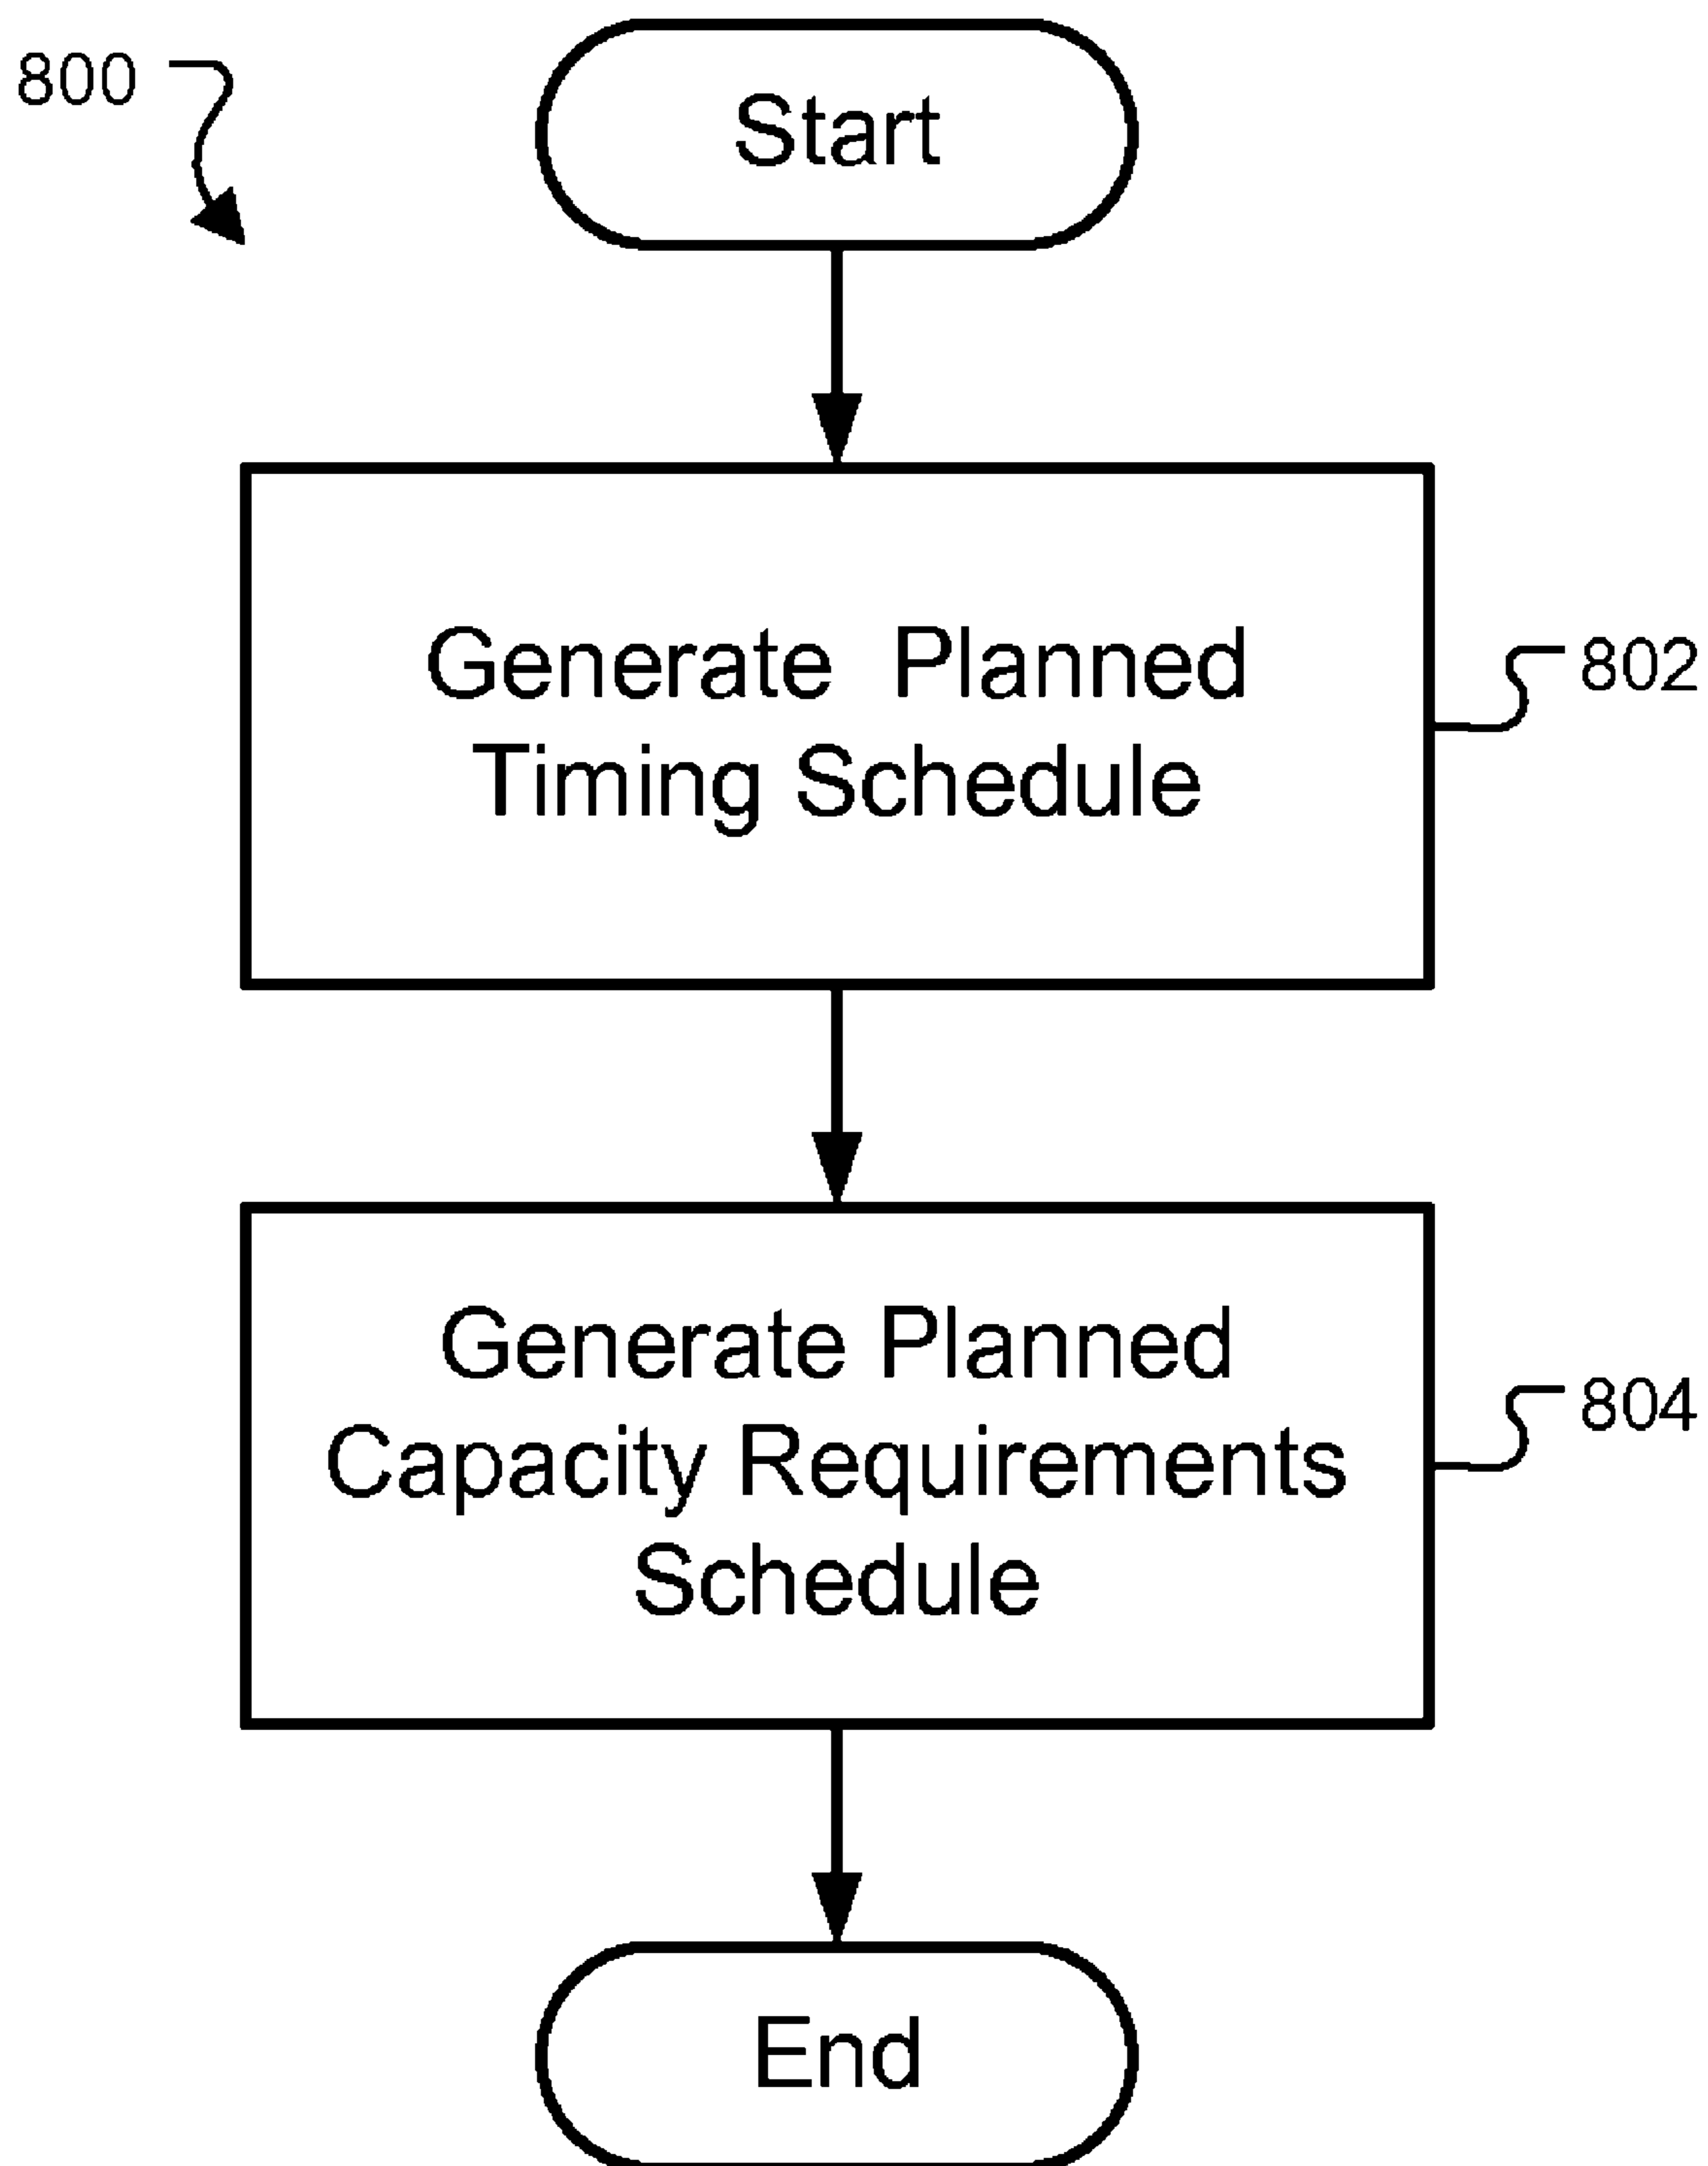 800
Start
Generate Planned
Timing Schedule
802
Generate Planned
Capacity Requirements
Schedule
804
End